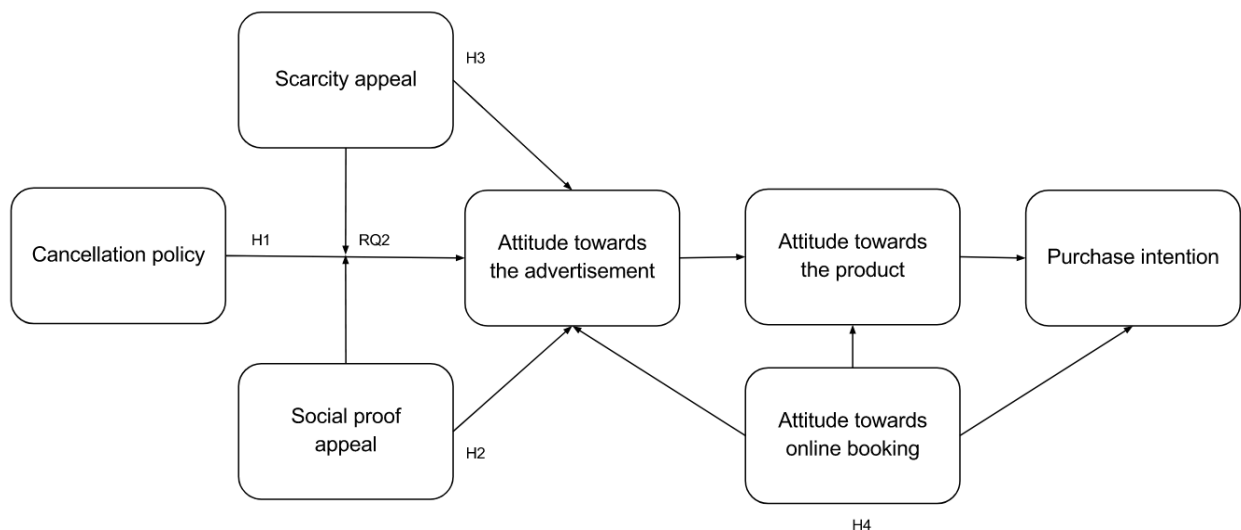 Scarcity appeal
H3
Cancellation policy
H1
RQ2
Attitude towards
the advertisement
Attitude towards
the product
Purchase intention
Social proof
appeal
H2
Attitude towards
online booking
H4